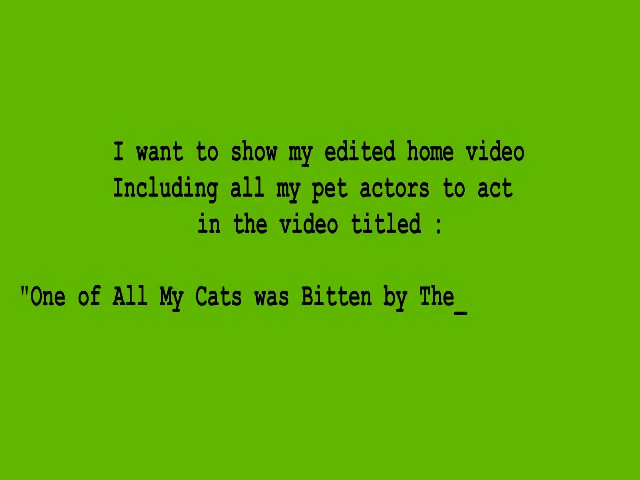 I want to show my edited home video
Including all my pet actors to act
in the video titled :
"One of All My Cats was Bitten by The_